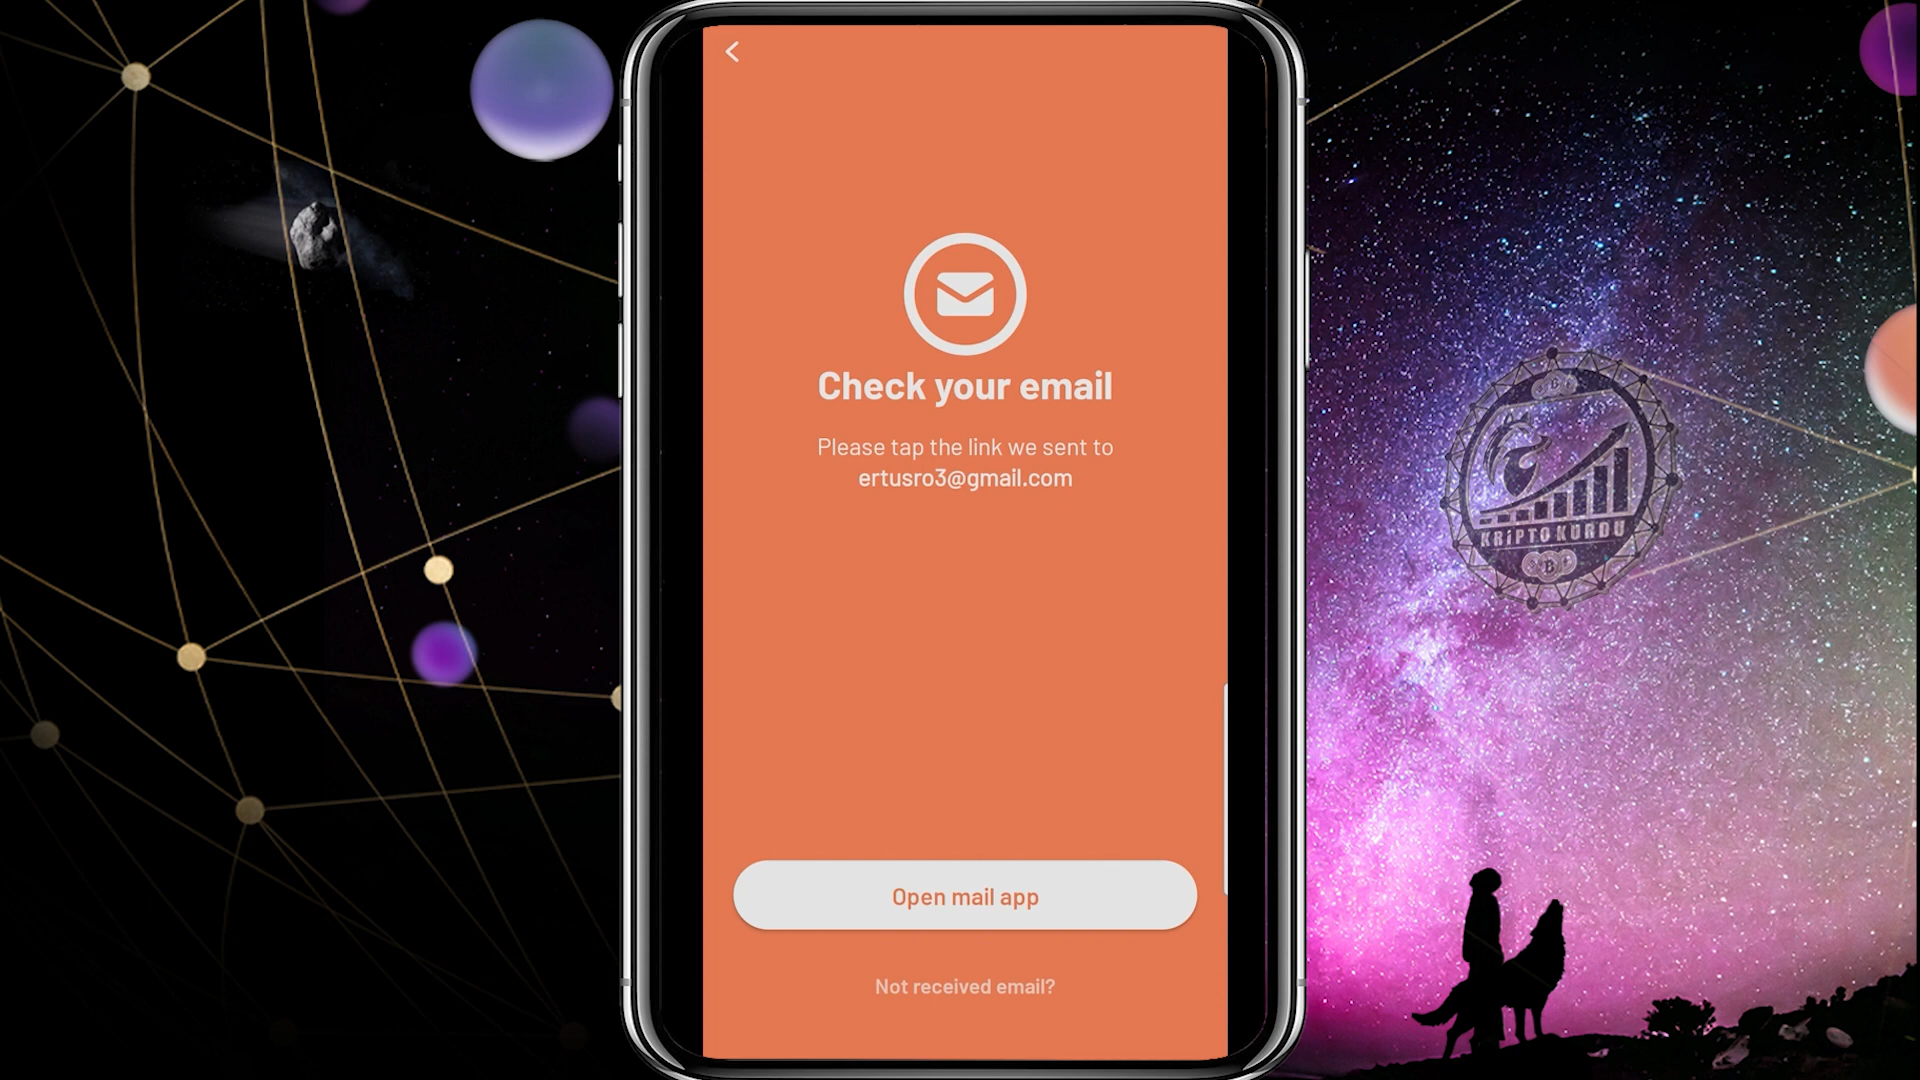 Check your email
Please tap the link we sent to
ertusro3@gmail.com
KRİPTO KURDU
Open mail app
Not received email?